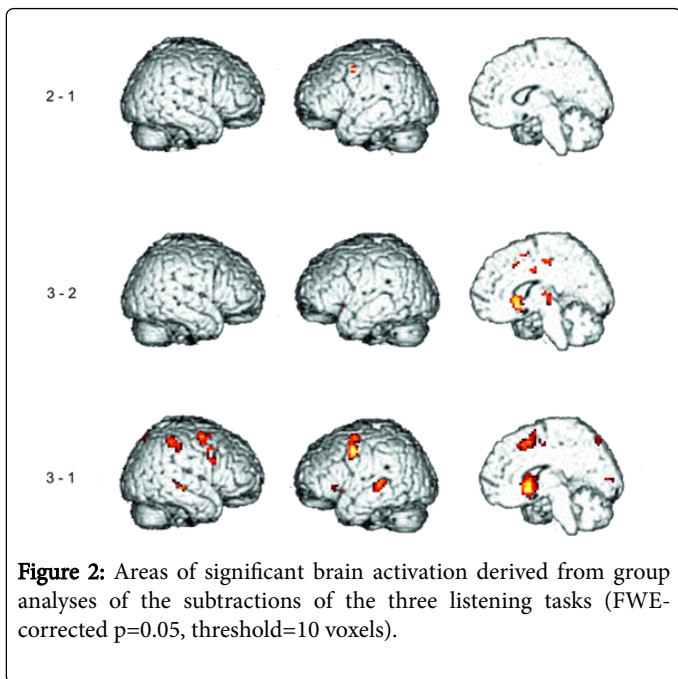 2 - 1
3 - 2
3 - 1
Figure 2: Areas of significant brain activation derived from group
analyses of the subtractions of the three listening tasks (FWE-
corrected p=0.05, threshold=10 voxels).